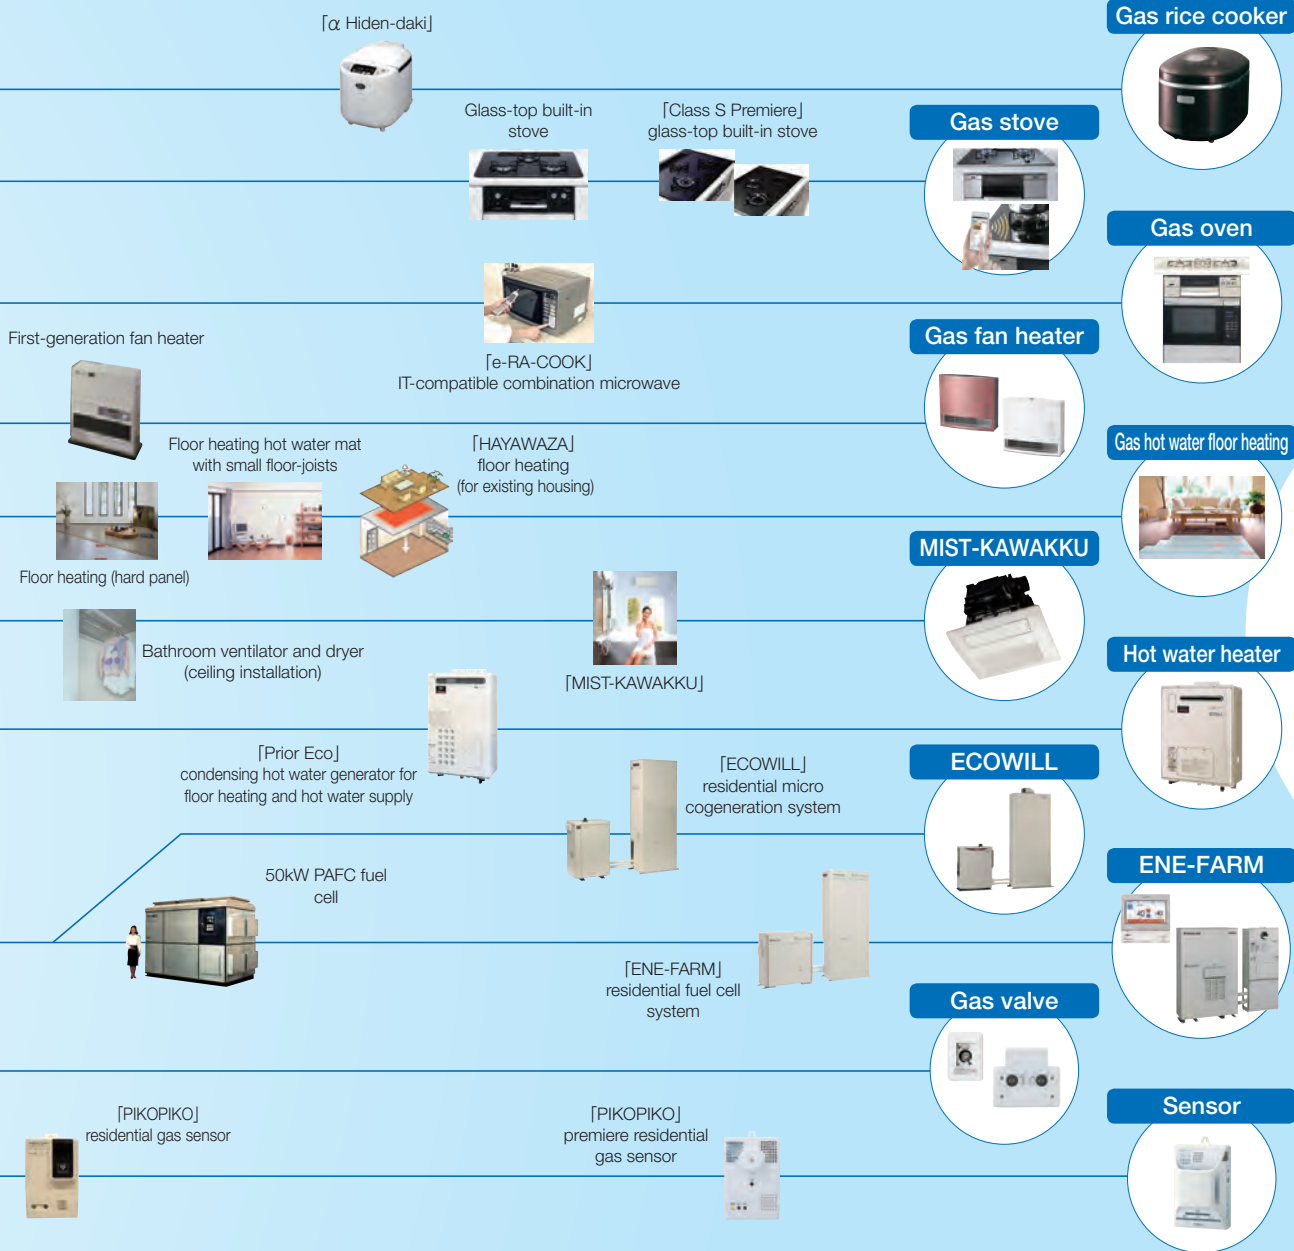 ｢α Hiden-daki｣
Gas rice cooker
Glass-top built-in
stove
｢Class S Premiere｣
glass-top built-in stove
Gas stove
Gas oven
First-generation fan heater
｢e-RA-COOK｣
IT-compatible combination microwave
Gas fan heater
Floor heating hot water mat
with small floor-joists
｢HAYAWAZA｣
floor heating
(for existing housing)
Gas hot water floor heating
Floor heating (hard panel)
MIST-KAWAKKU
Bathroom ventilator and dryer
(ceiling installation)
｢MIST-KAWAKKU｣
Hot water heater
｢Prior Eco｣
condensing hot water generator for
floor heating and hot water supply
｢ECOWILL｣
residential micro
cogeneration system
ECOWILL
50kW PAFC fuel
cell
ENE-FARM
｢ENE-FARM｣
residential fuel cell
system
Gas valve
｢PIKOPIKO｣
residential gas sensor
｢PIKOPIKO｣
premiere residential
gas sensor
Sensor